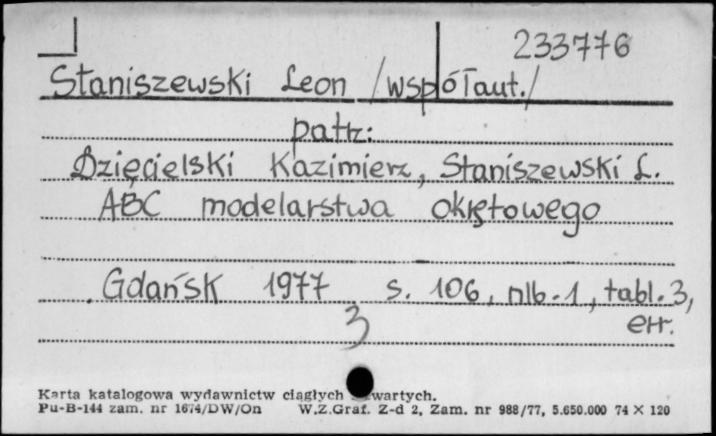 233776
Staniszewski Leon /współaut./
patrz:
Dzięcielski Kazimierz, Staniszewski L.
ABC modelarstwa okrętowego
Gdańsk 1977 s. 106, nlb. 1, tabl. 3,
err.
3
Karta katalogowa wydawnictw ciągłych zwartych.
Pu-B-144 zam. nr 1674/DW/On W.Z.Graf. Z-d 2, Zam. nr 988/77, 5.650.000 74 × 120